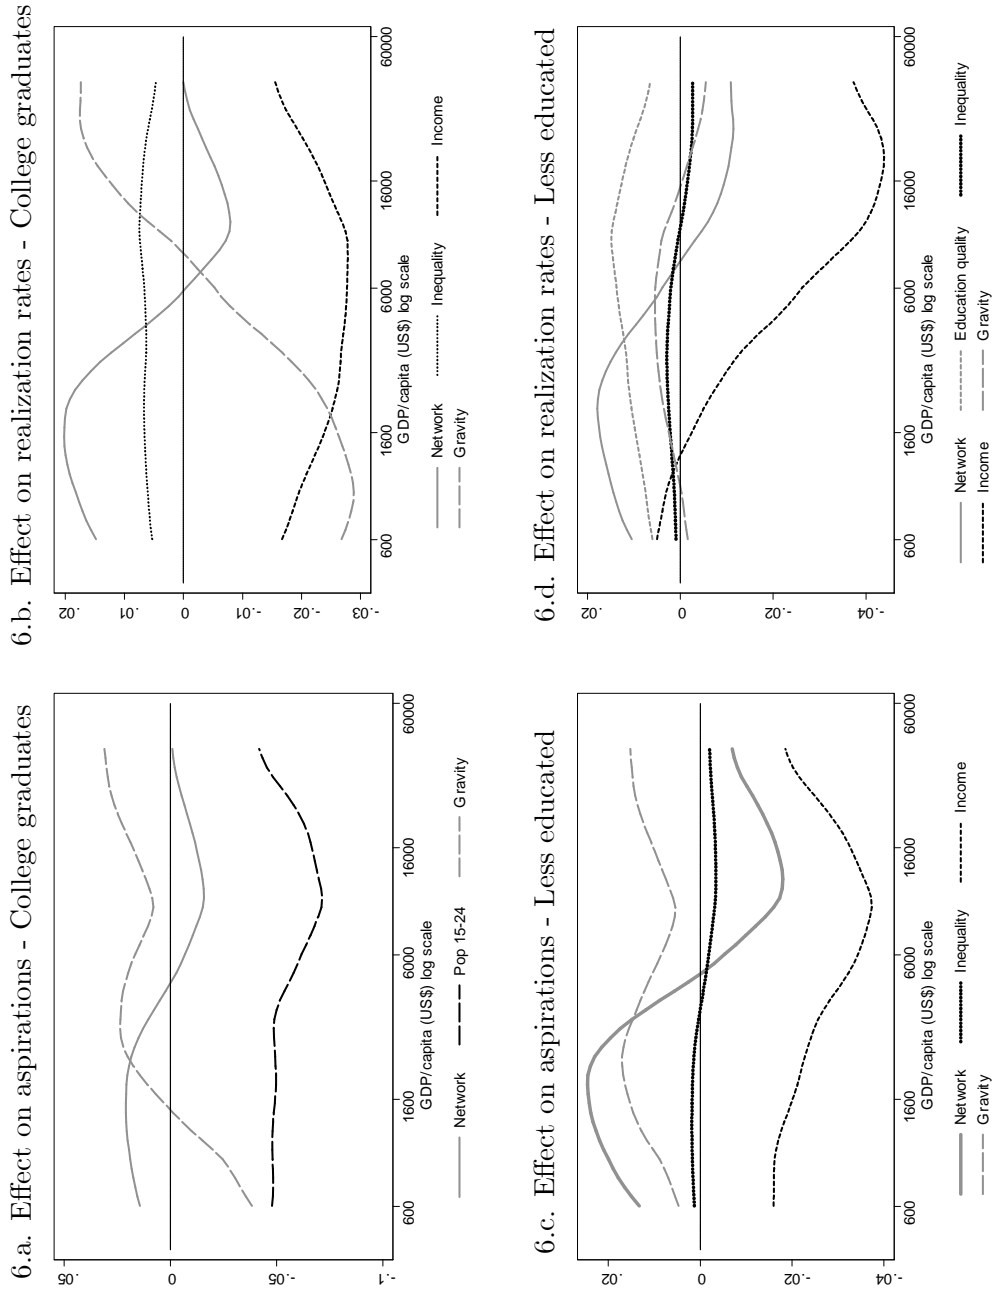 6.a. Effect on aspirations - College graduates
.05
0
-.05
-.1
600 1600 6000 16000 60000
GDP/capita (US$) log scale
Network Pop 15-24 Gravity
6.b. Effect on realization rates - College graduates
.02
.01
0
-.01
-.02
-.03
600 1600 6000 16000 60000
GDP/capita (US$) log scale
Network Inequality Income
Gravity
6.c. Effect on aspirations - Less educated
.02
0
-.02
-.04
600 1600 6000 16000 60000
GDP/capita (US$) log scale
Network Inequality Income
Gravity
6.d. Effect on realization rates - Less educated
.02
0
-.02
-.04
600 1600 6000 16000 60000
GDP/capita (US$) log scale
Network Education quality Inequality
Income Gravity